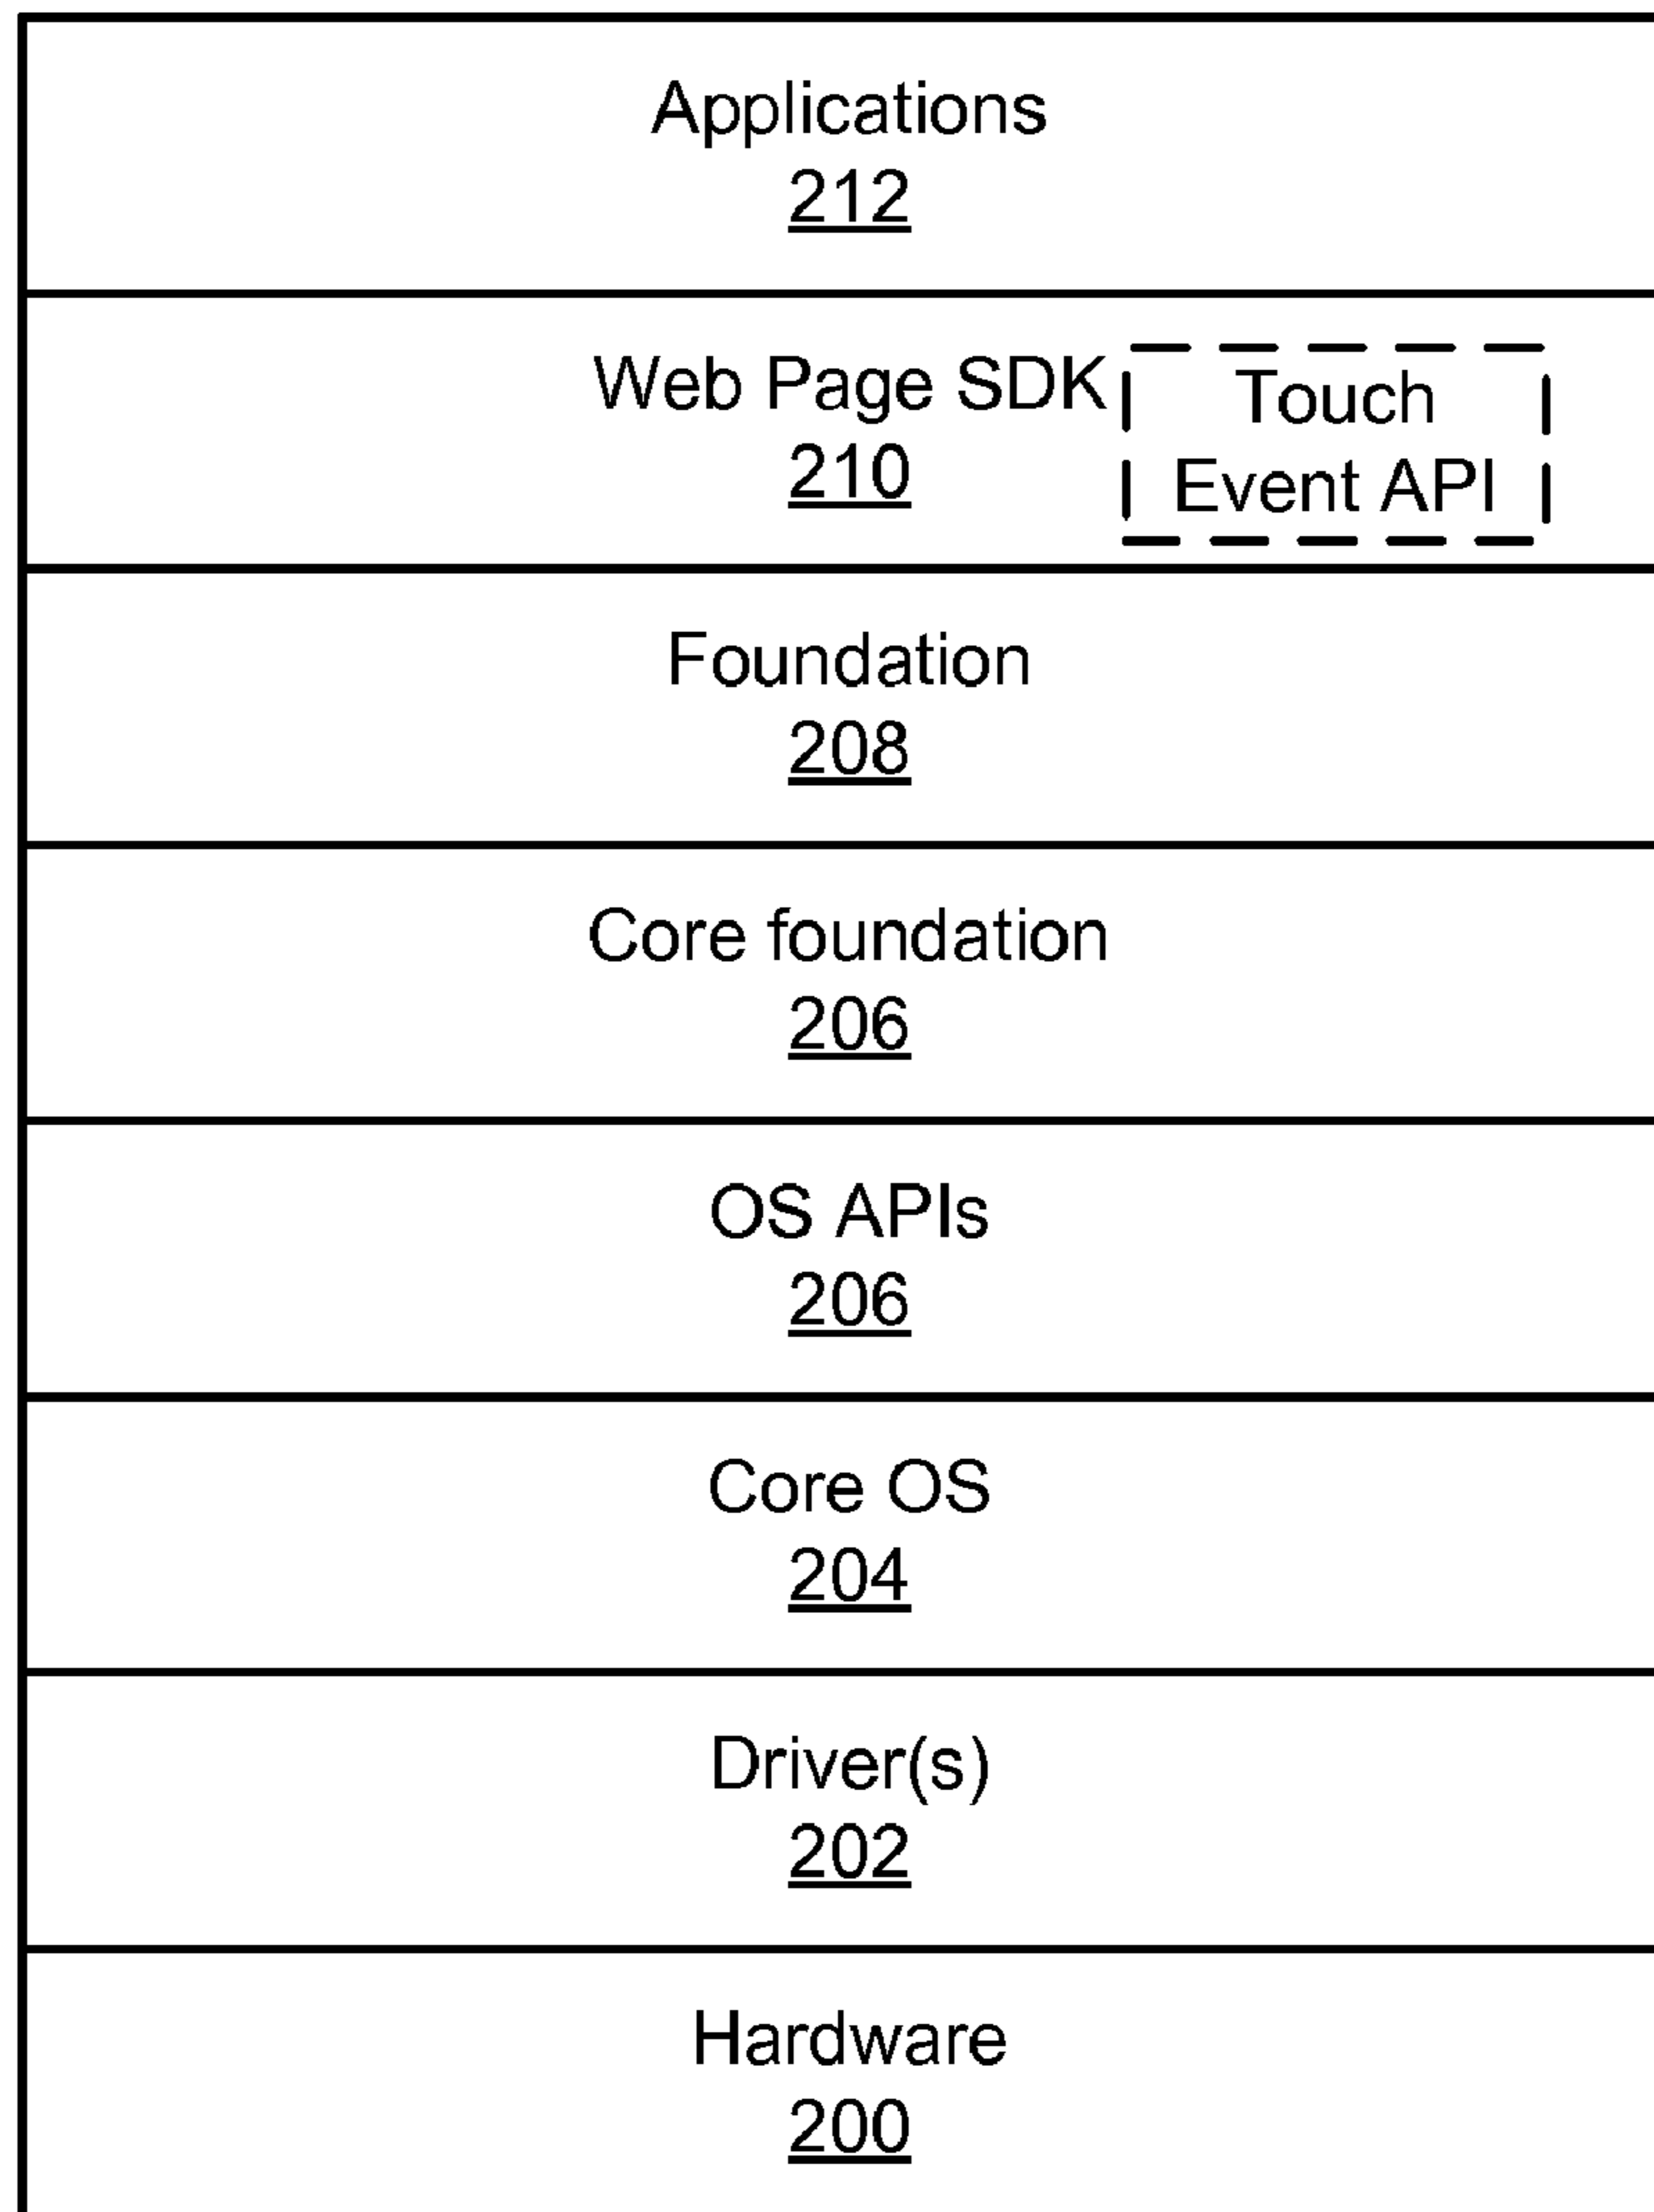 Applications
212
Web Page SDK
210
Touch
Event API
Foundation
208
Core foundation
206
OS APIs
206
Core OS
204
Driver(s)
202
Hardware
200